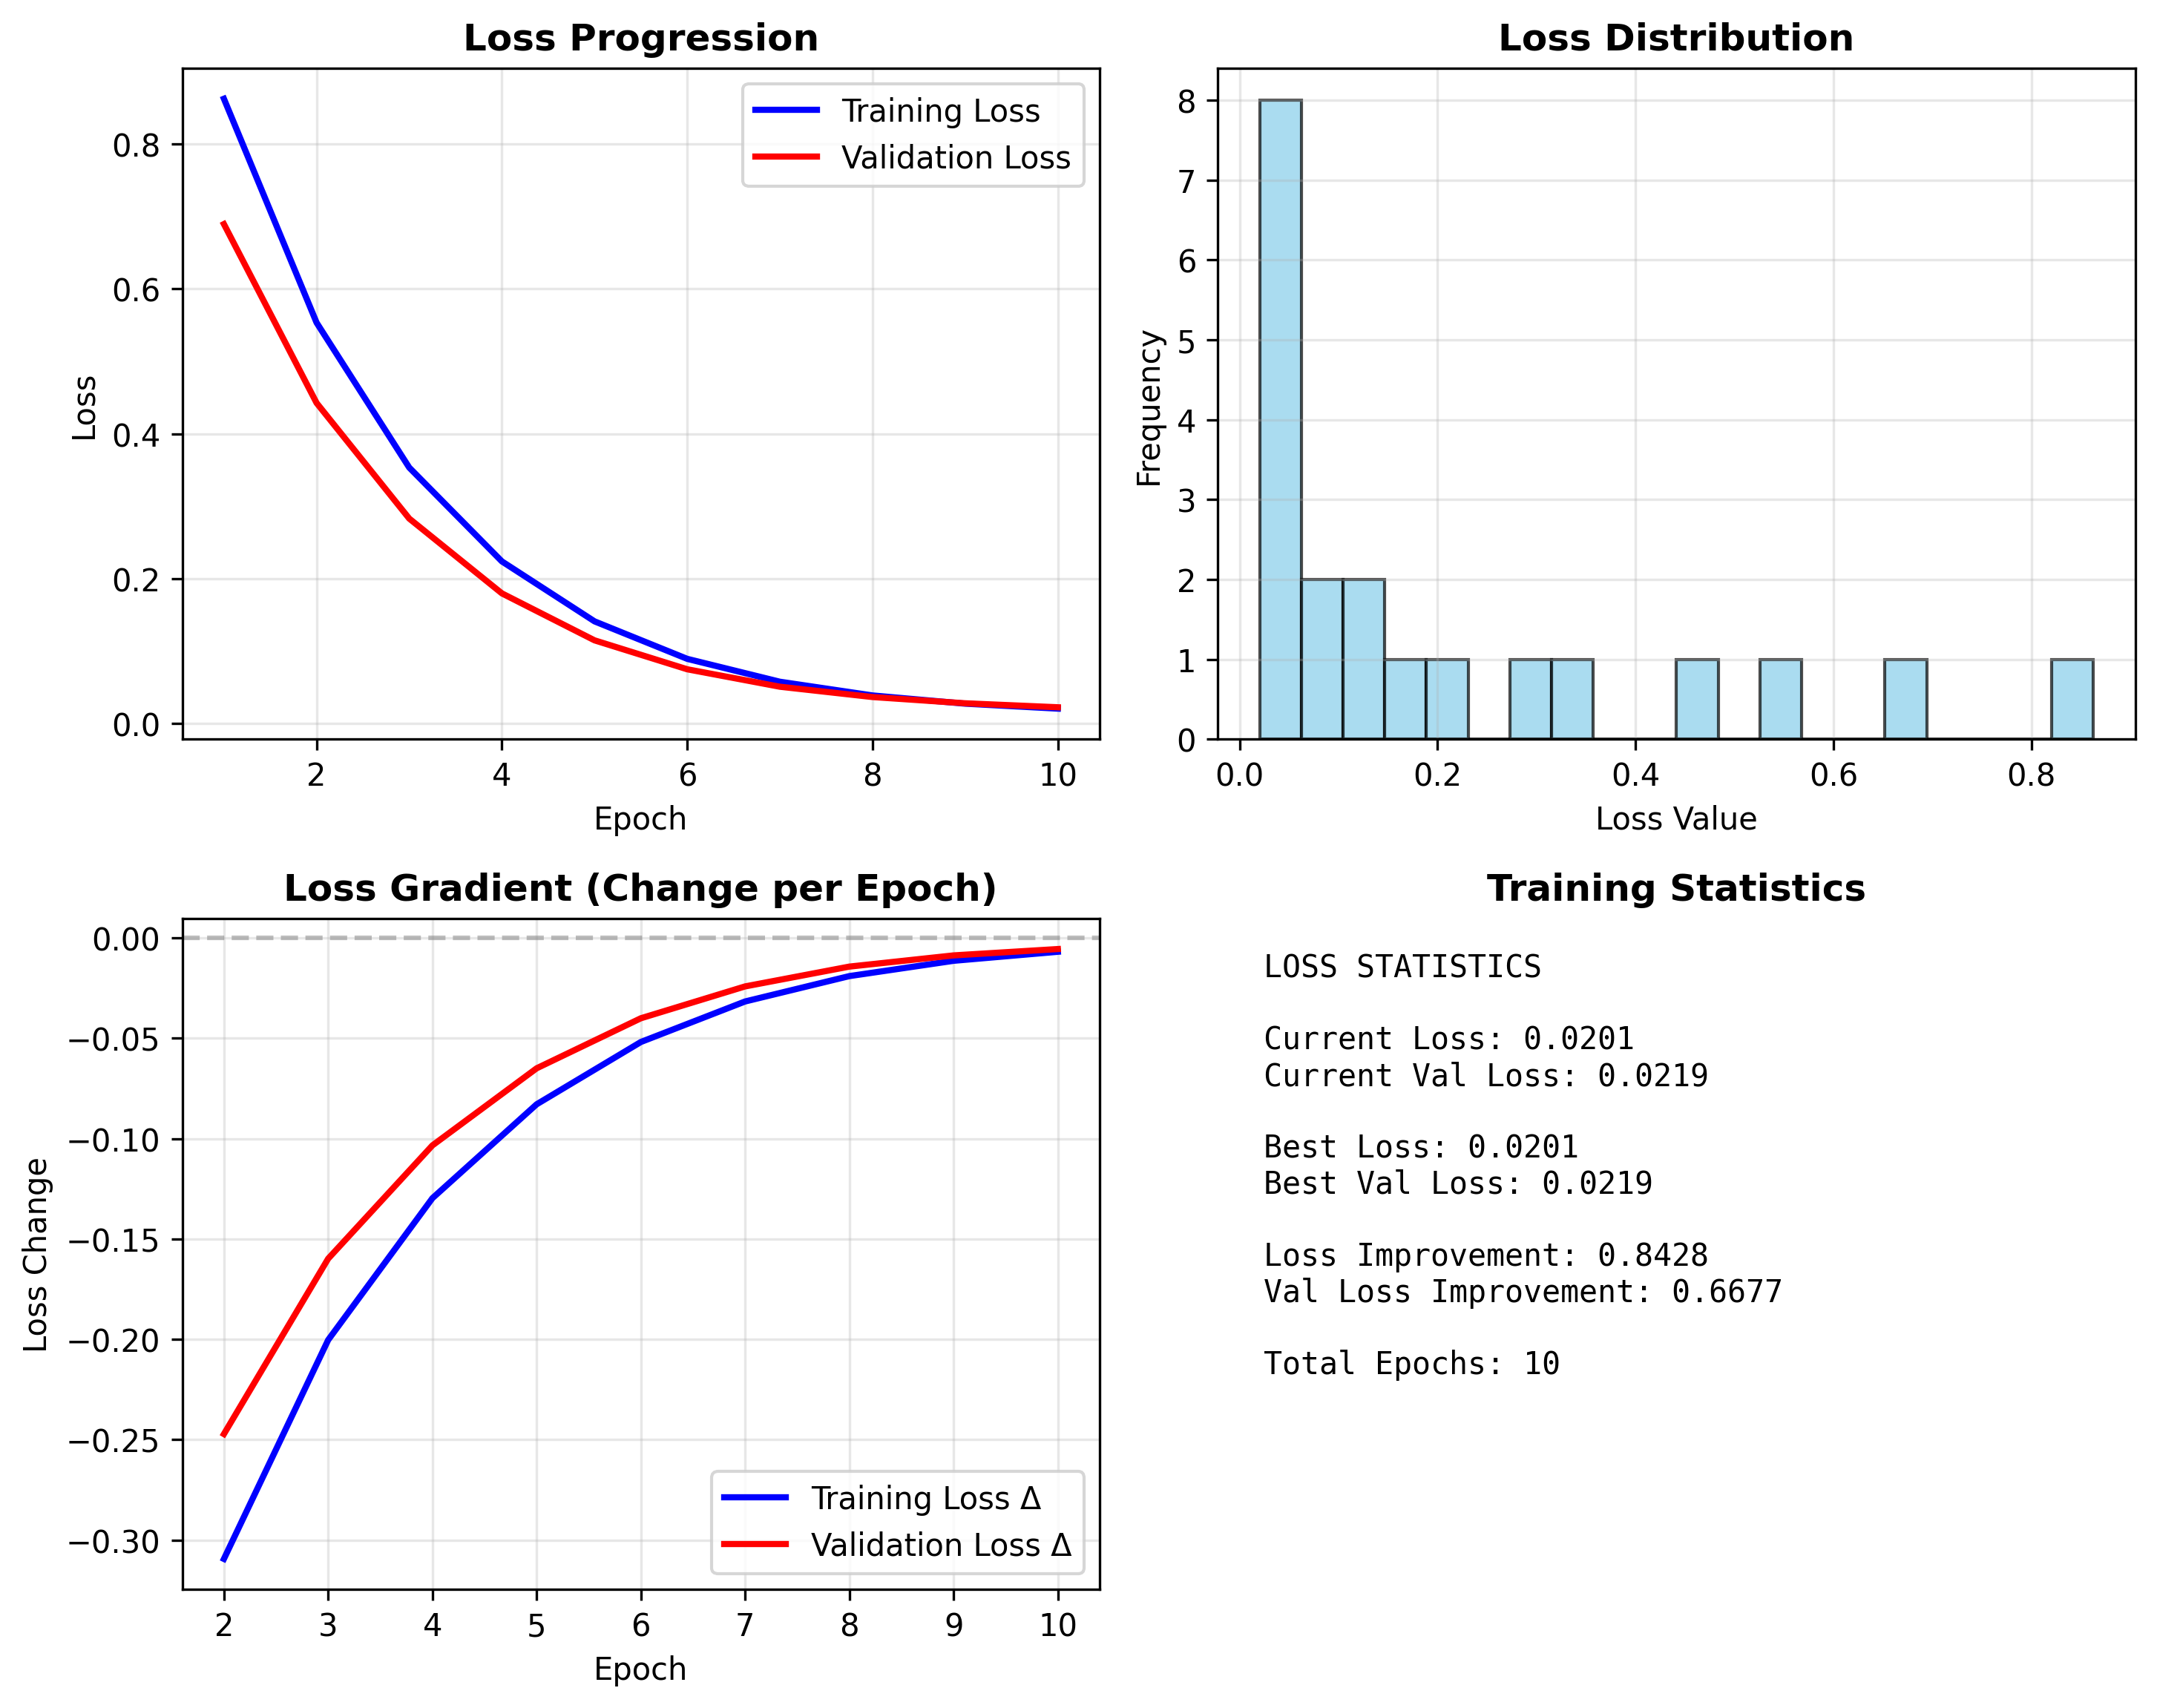 Loss Progression
Training Loss
Validation Loss
0.8
0.6
0.4
0.2
0.0
Loss
2 4 6 8 10
Epoch
Loss Distribution
8
7
6
5
4
3
2
1
0
Frequency
0.0 0.2 0.4 0.6 0.8
Loss Value
Loss Gradient (Change per Epoch)
0.00
−0.05
−0.10
−0.15
−0.20
−0.25
−0.30
Loss Change
Training Loss Δ
Validation Loss Δ
2 3 4 5 6 7 8 9 10
Epoch
Training Statistics
LOSS STATISTICS
Current Loss: 0.0201
Current Val Loss: 0.0219
Best Loss: 0.0201
Best Val Loss: 0.0219
Loss Improvement: 0.8428
Val Loss Improvement: 0.6677
Total Epochs: 10